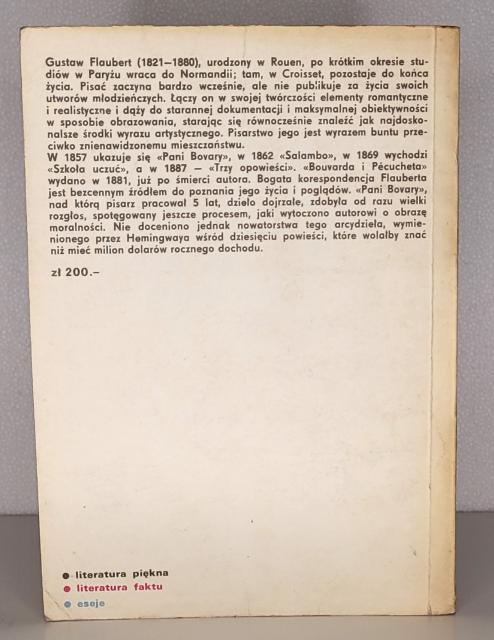 Gustaw Flaubert (1821—1880), urodzony w Rouen, po krótkim okresie stu-
diów w Paryżu wraca do Normandii; tam, w Croisset, pozostaje do końca
życia. Pisać zaczyna bardzo wcześnie, ale nie publikuje za życia swoich
utworów młodzieńczych. Łączy on w swojej twórczości elementy romantyczne
i realistyczne i dąży do starannej dokumentacji i maksymalnej obiektywności
w sposobie obrazowania, starając się równocześnie znaleźć jak najdosko-
nalsze środki wyrazu artystycznego. Pisarstwo jego jest wyrazem buntu prze-
ciwko znienawidzonemu mieszczaństwu.
W 1857 ukazuje się «Pani Bovary», w 1862 «Salambo», w 1869 wychodzi
«Szkoła uczuć», a w 1887 — «Trzy opowieści». «Bouvarda i Pécucheta»
wydano w 1881, już po śmierci autora. Bogata korespondencja Flauberta
jest bezcennym źródłem do poznania jego życia i poglądów. «Pani Bovary»,
nad którą pisarz pracował 5 lat, dzieło dojrzałe, zdobyła od razu wielki
rozgłos, spotęgowany jeszcze procesem, jaki wytoczono autorowi o obrazę
moralności. Nie doceniono jednak nowatorstwa tego arcydzieła, wymie-
nionego przez Hemingwaya wśród dziesięciu powieści, które wolałby znać
niż mieć milion dolarów rocznego dochodu.
zł 200.–
● literatura piękna
● literatura faktu
● eseje